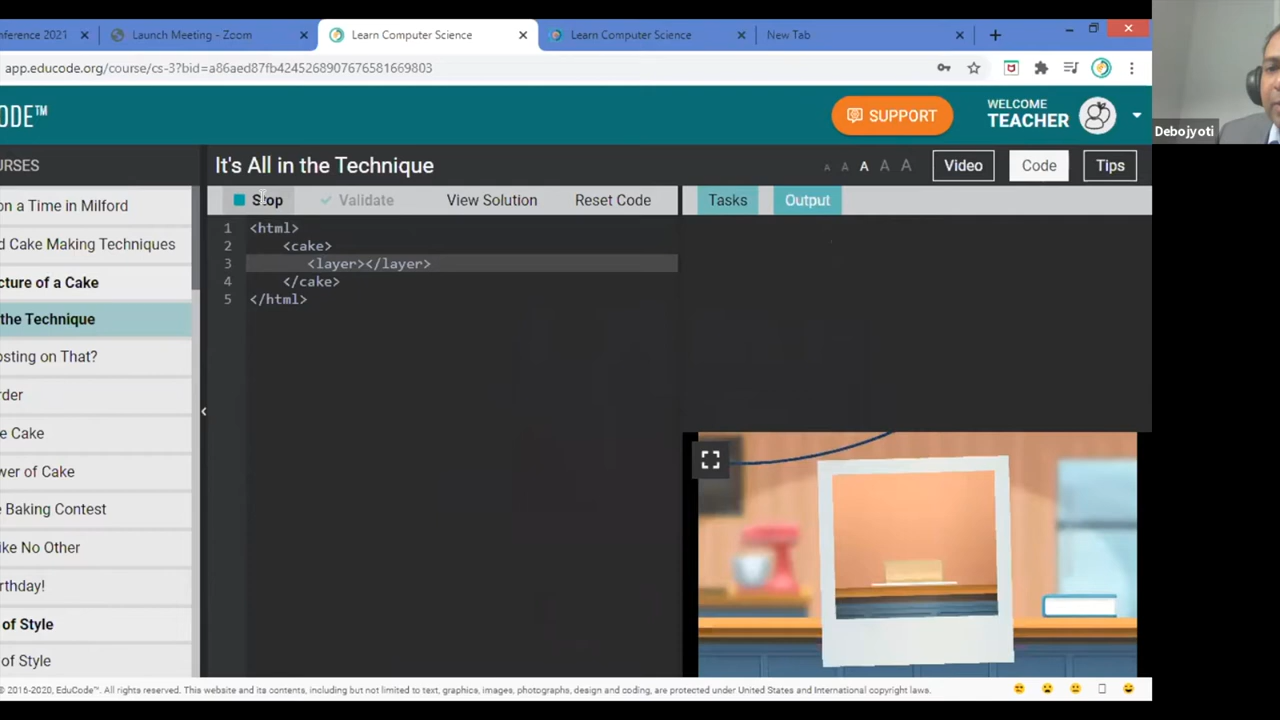 onference 2021
Launch Meeting - Zoom
Learn Computer Science
Learn Computer Science
New Tab
app.educode.org/course/cs-3?bid=a86aed87fb4245268907676581669803
ODE™
SUPPORT
WELCOME
TEACHER
Debojyoti
URSES
It's All in the Technique
A A A A A
Video
Code
Tips
on a Time in Milford
d Cake Making Techniques
cture of a Cake
the Technique
osting on That?
rder
e Cake
wer of Cake
e Baking Contest
ike No Other
irthday!
of Style
of Style
Stop
Validate
View Solution
Reset Code
Tasks
Output
1 <html>
2 <cake>
3 <layer></layer>
4 </cake>
5 </html>
© 2016-2020, EduCode™. All rights reserved. This website and its contents, including but not limited to text, graphics, images, photographs, design and coding, are protected under United States and International copyright laws.